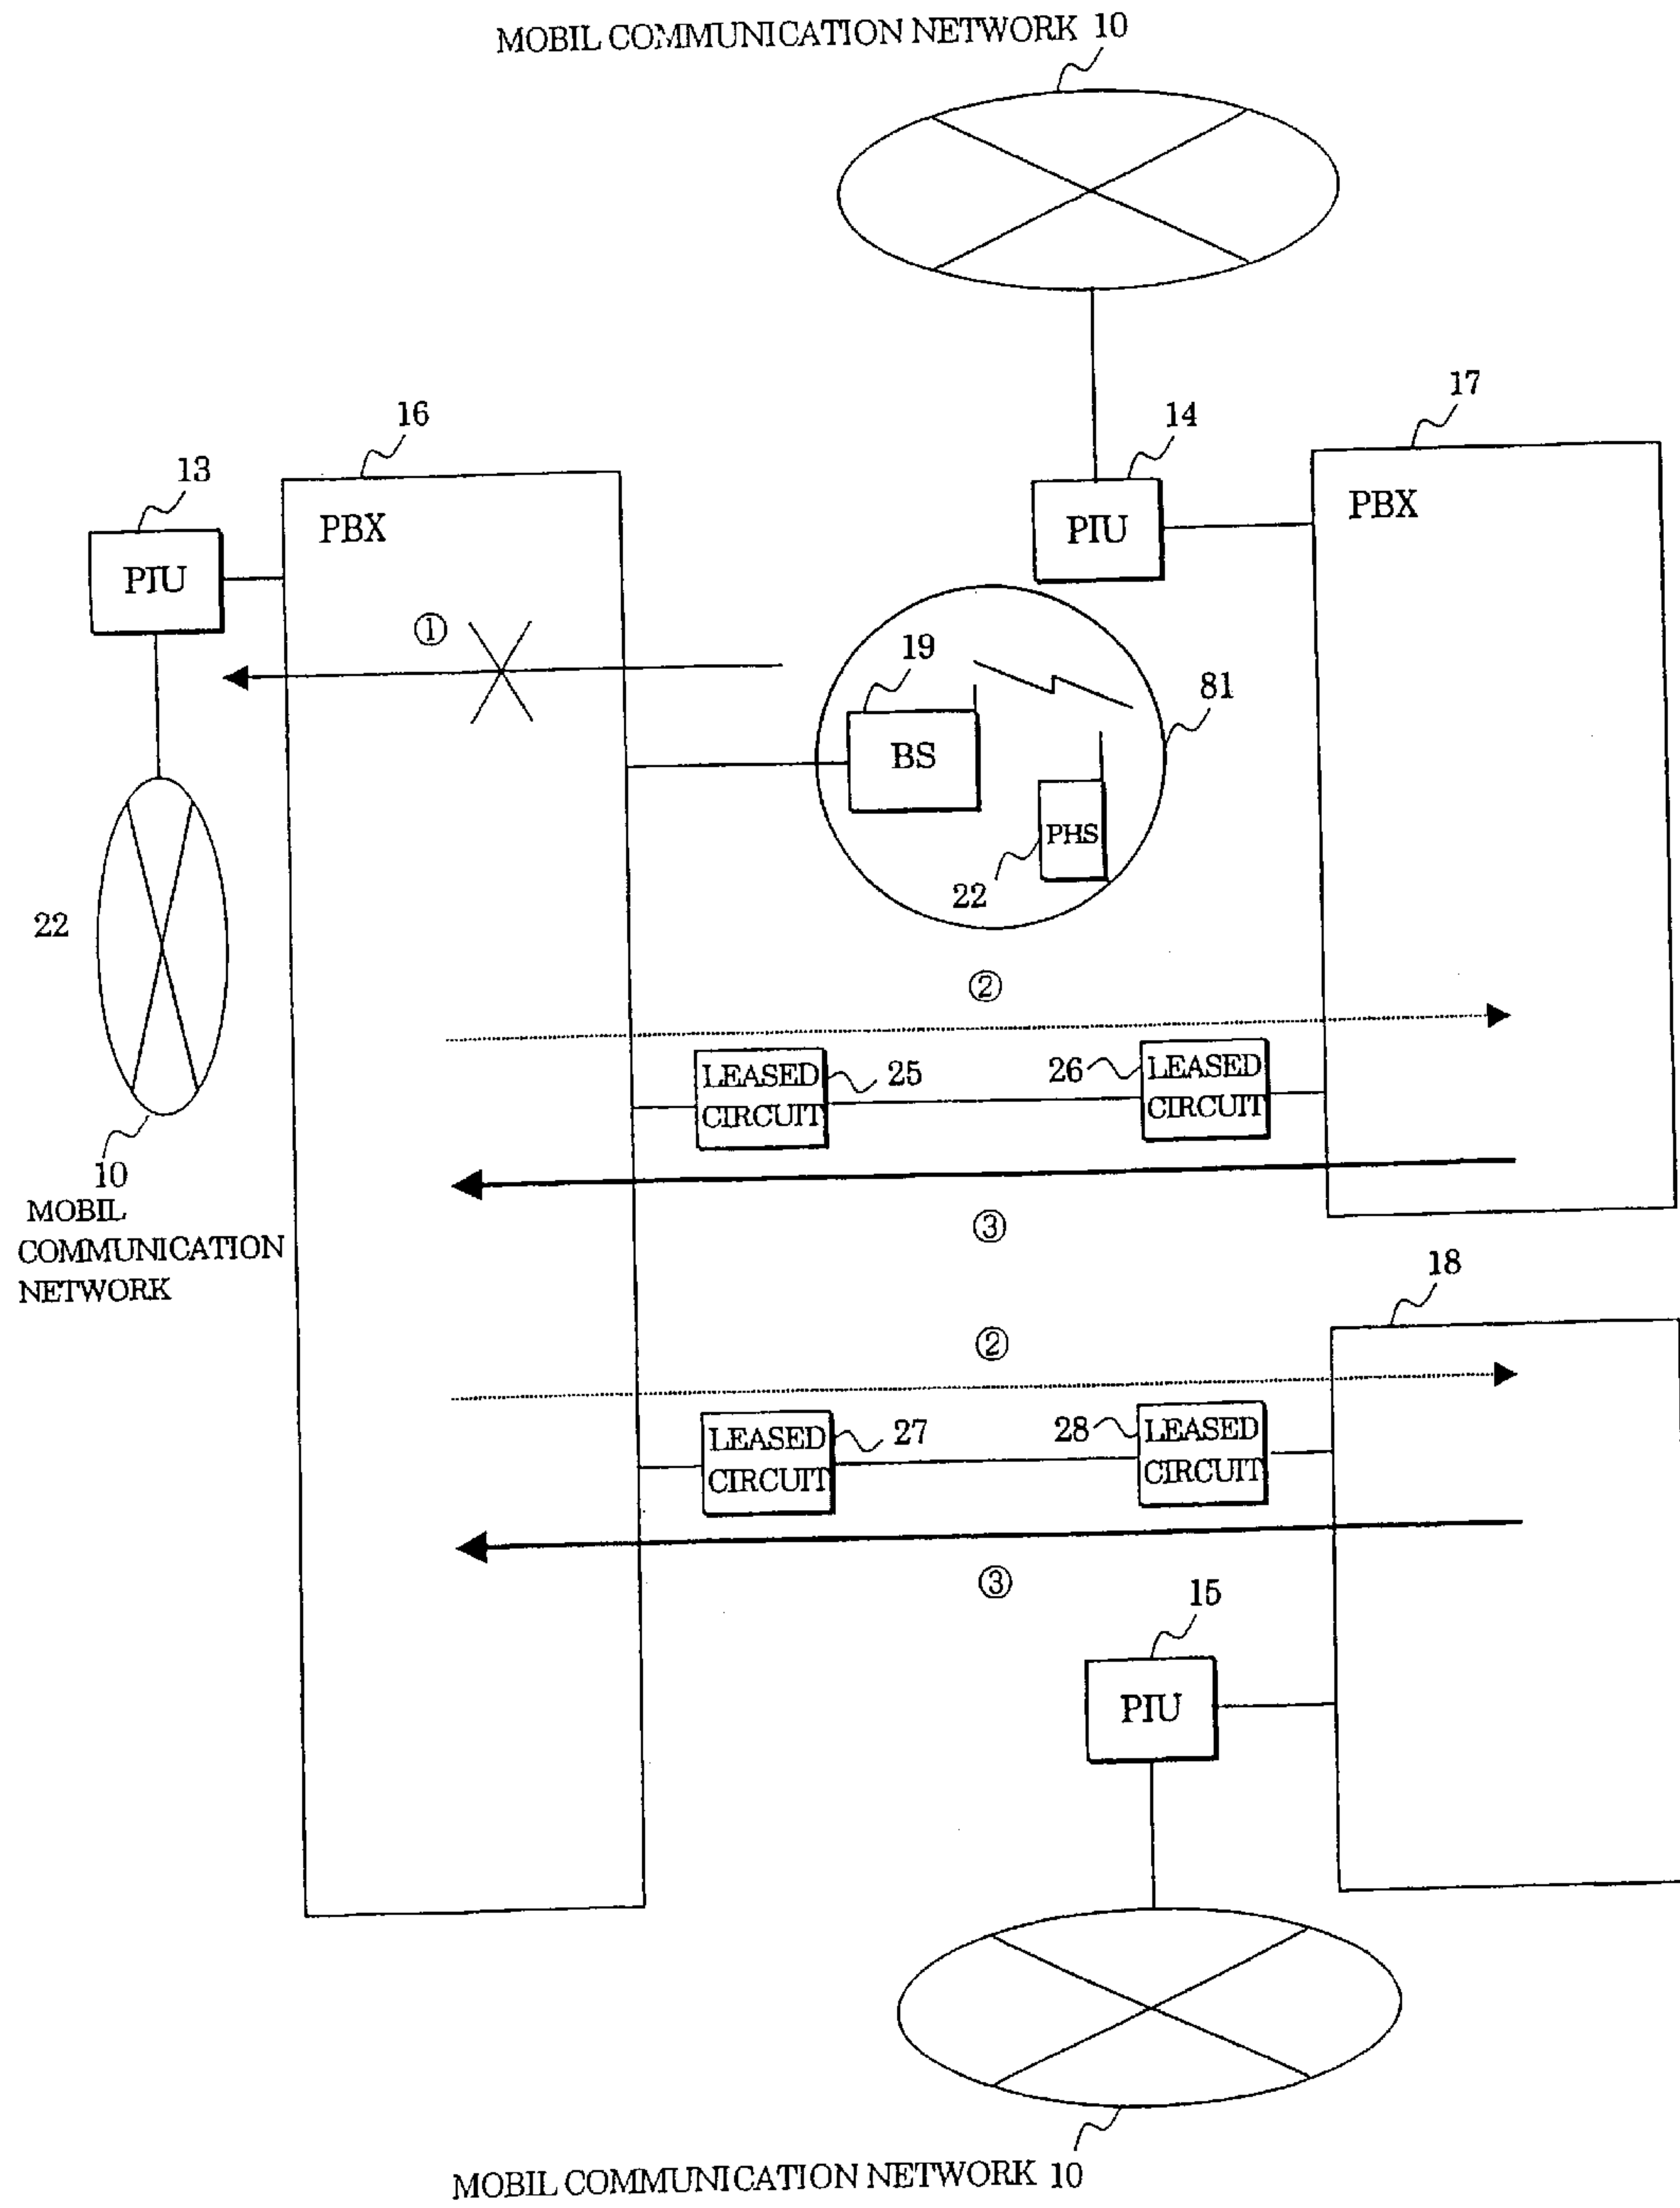 MOBIL COMMUNICATION NETWORK 10
17
16
14
13
PBX
PBX
PIU
PIU
①
19
81
BS
PHS
22
22
②
LEASED
CIRCUIT
25
26
LEASED
CIRCUIT
10
MOBIL
COMMUNICATION
NETWORK
③
18
②
LEASED
CIRCUIT
27
28
LEASED
CIRCUIT
③
15
PIU
MOBIL COMMUNICATION NETWORK 10